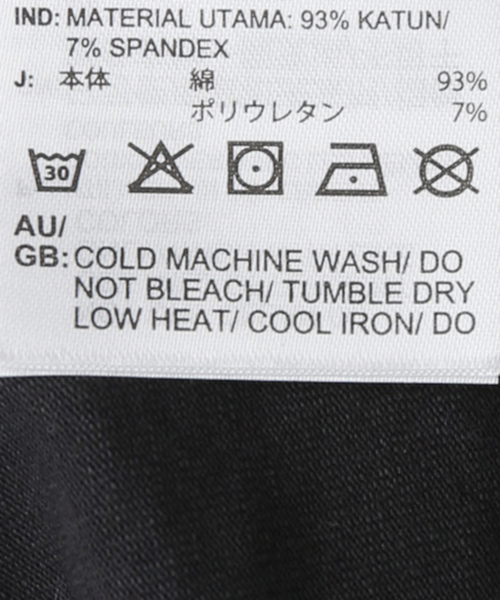 IND: MATERIAL UTAMA: 93% KATUN/
7% SPANDEX
J: 本体 綿 93%
ポリウレタン 7%
30
AU/
GB: COLD MACHINE WASH/ DO
NOT BLEACH/ TUMBLE DRY
LOW HEAT/ COOL IRON/ DO